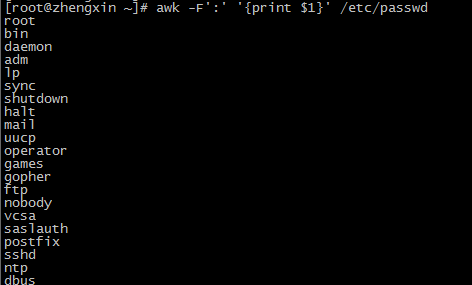 [root@zhengxin ~]# awk -F':' '{print $1}' /etc/passwd
root
bin
daemon
adm
lp
sync
shutdown
halt
mail
uucp
operator
games
gopher
ftp
nobody
vcsa
saslauth
postfix
sshd
ntp
dbus